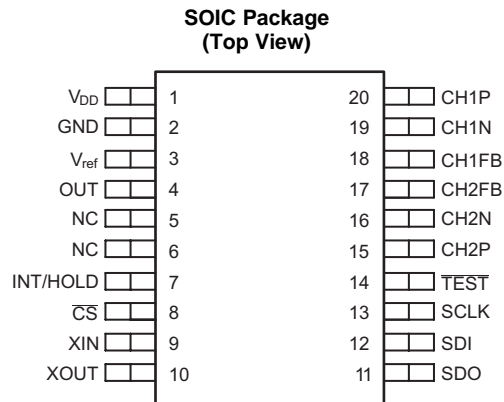 SOIC Package
(Top View)
VDD 1 20 CH1P
GND 2 19 CH1N
Vref 3 18 CH1FB
OUT 4 17 CH2FB
NC 5 16 CH2N
NC 6 15 CH2P
INT/HOLD 7 14 TEST
CS 8 13 SCLK
XIN 9 12 SDI
XOUT 10 11 SDO